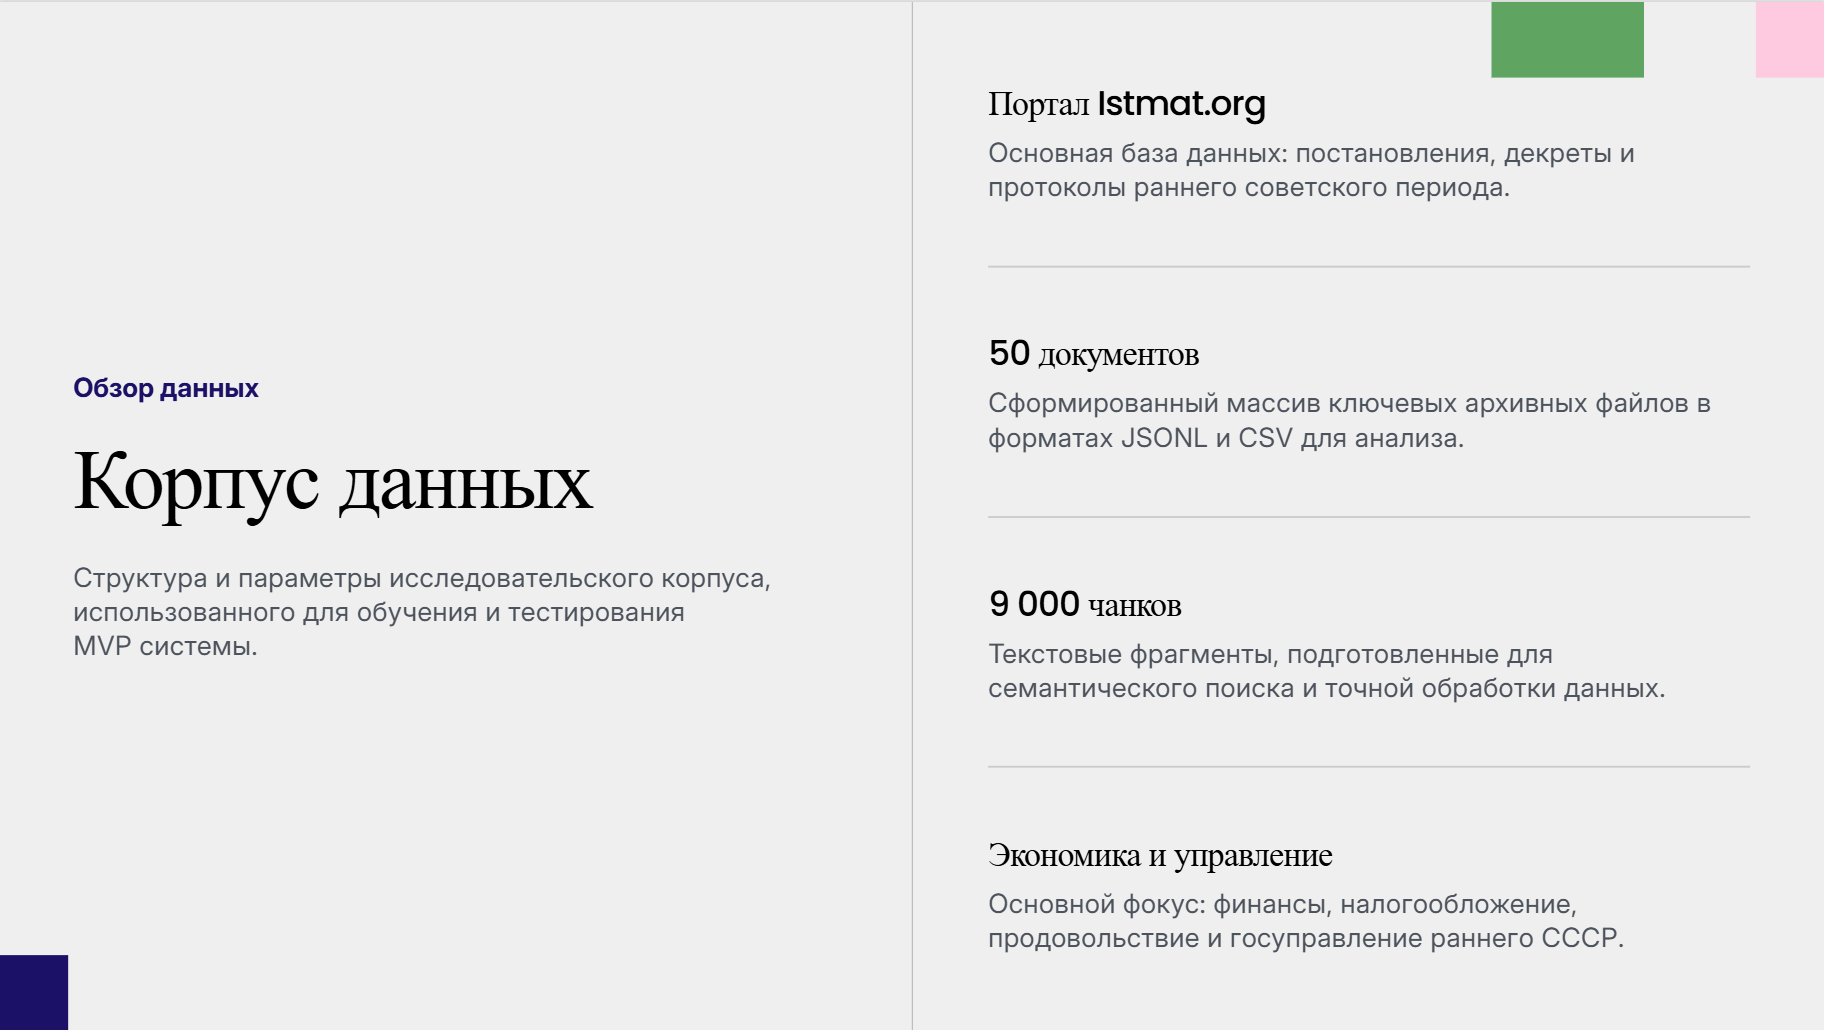 Обзор данных
Корпус данных
Структура и параметры исследовательского корпуса,
использованного для обучения и тестирования
MVP системы.
Портал Istmat.org
Основная база данных: постановления, декреты и
протоколы раннего советского периода.
50 документов
Сформированный массив ключевых архивных файлов в
форматах JSONL и CSV для анализа.
9 000 чанков
Текстовые фрагменты, подготовленные для
семантического поиска и точной обработки данных.
Экономика и управление
Основной фокус: финансы, налогообложение,
продовольствие и госуправление раннего СССР.